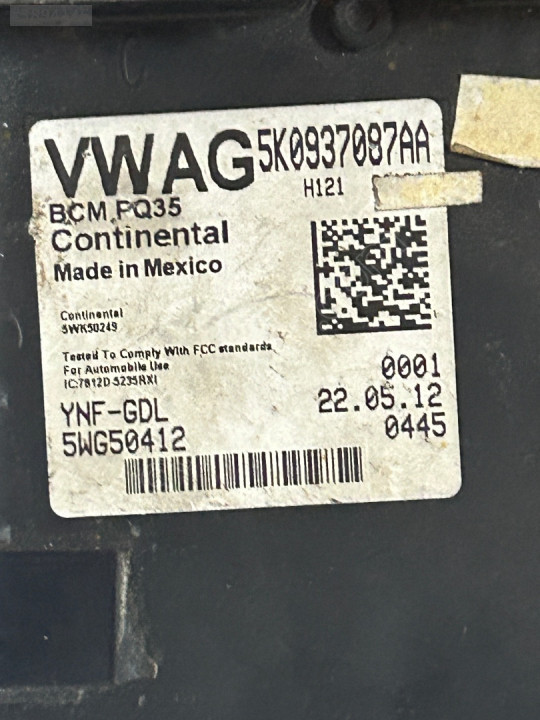 VWAG 5K0937087AA
H121
BCM PQ35
Continental
Made in Mexico
Continental
5WK50249
Tested To Comply With FCC standards
For Automobile Use
IC:7812D-5235RXI
0001
YNF-GDL
22.05.12
5WG50412
0445